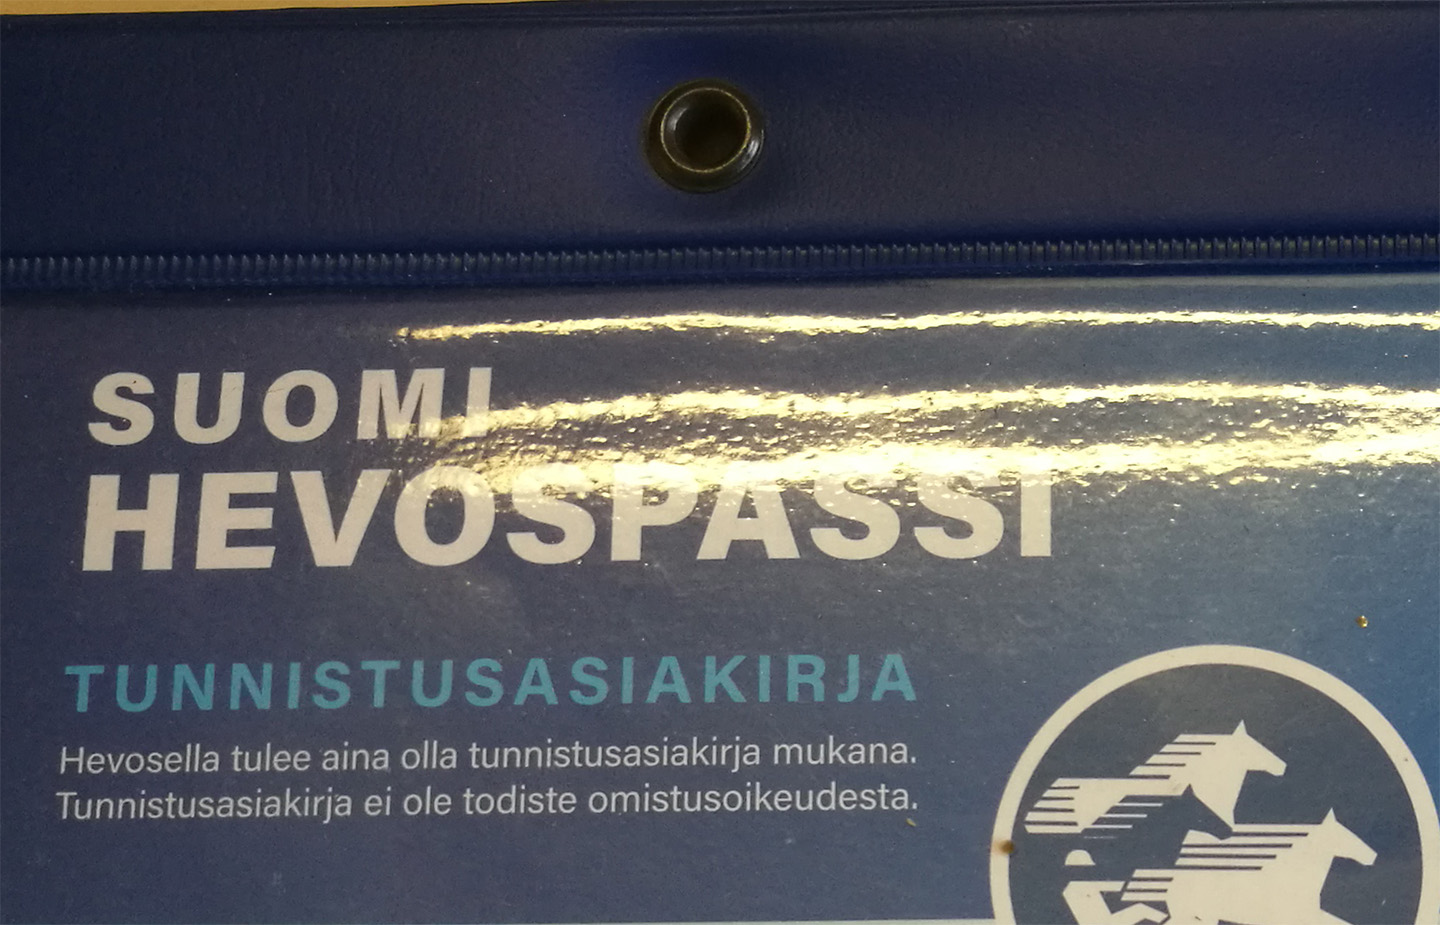 SUOMI
HEVOSPASSI
TUNNISTUSASIAKIRJA
Hevosella tulee aina olla tunnistusasiakirja mukana.
Tunnistusasiakirja ei ole todiste omistusoikeudesta.